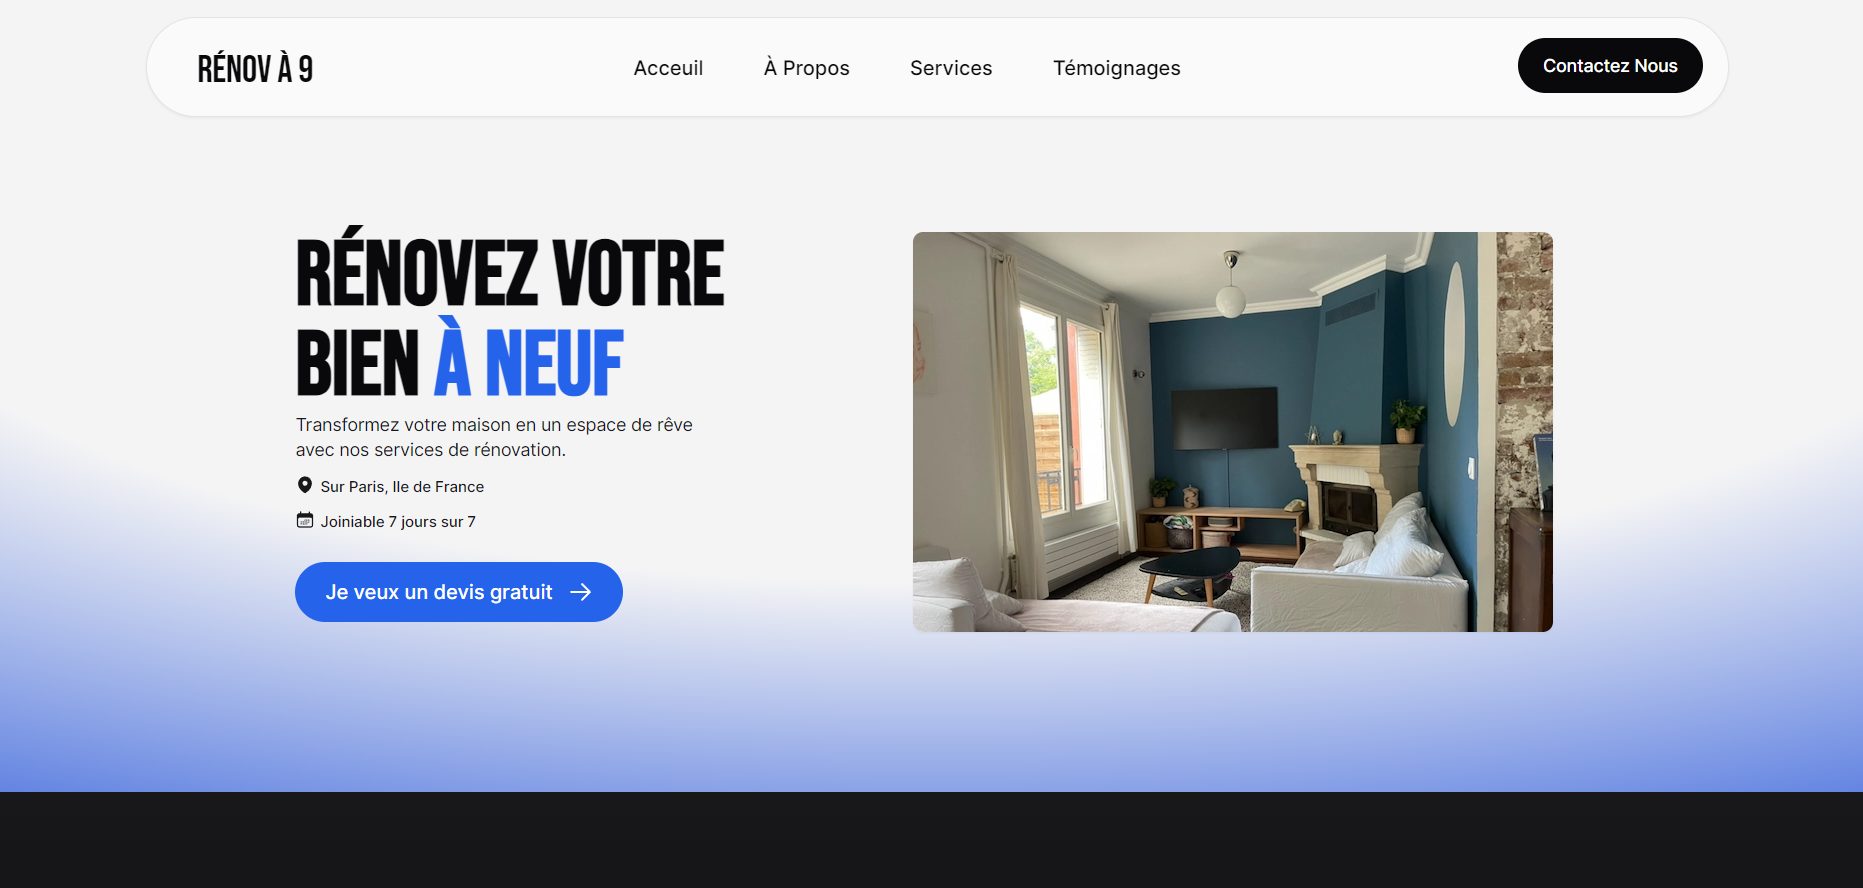 RÉNOV À 9
Acceuil
À Propos
Services
Témoignages
Contactez Nous
RÉNOVEZ VOTRE
BIEN À NEUF
Transformez votre maison en un espace de rêve
avec nos services de rénovation.
Sur Paris, Ile de France
Joiniable 7 jours sur 7
Je veux un devis gratuit